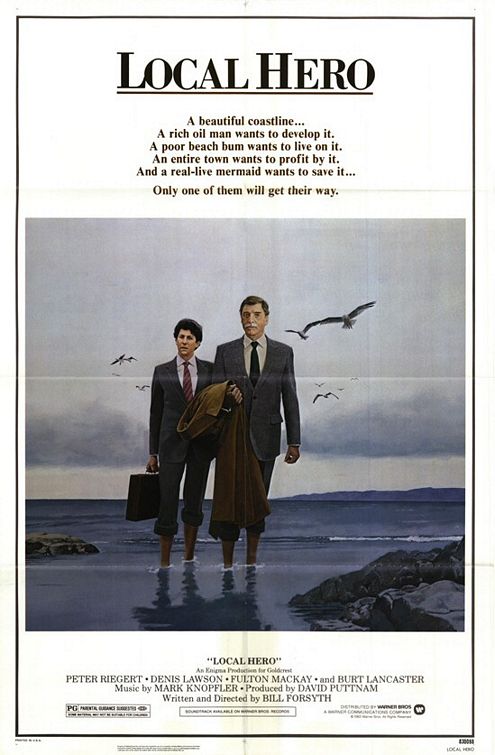 LOCAL HERO
A beautiful coastline...
A rich oil man wants to develop it.
A poor beach bum wants to live on it.
An entire town wants to profit by it.
And a real-live mermaid wants to save it...
Only one of them will get their way.
"LOCAL HERO"
An Enigma Production for Goldcrest
PETER RIEGERT · DENIS LAWSON · FULTON MACKAY · and BURT LANCASTER
Music by MARK KNOPFLER · Produced by DAVID PUTTNAM
Written and Directed by BILL FORSYTH
PG PARENTAL GUIDANCE SUGGESTED
SOME MATERIAL MAY NOT BE SUITABLE FOR CHILDREN
SOUNDTRACK AVAILABLE ON WARNER BROS. RECORDS
DISTRIBUTED BY WARNER BROS.
A WARNER COMMUNICATIONS COMPANY
PRINTED IN U.S.A.
830088
LOCAL HERO